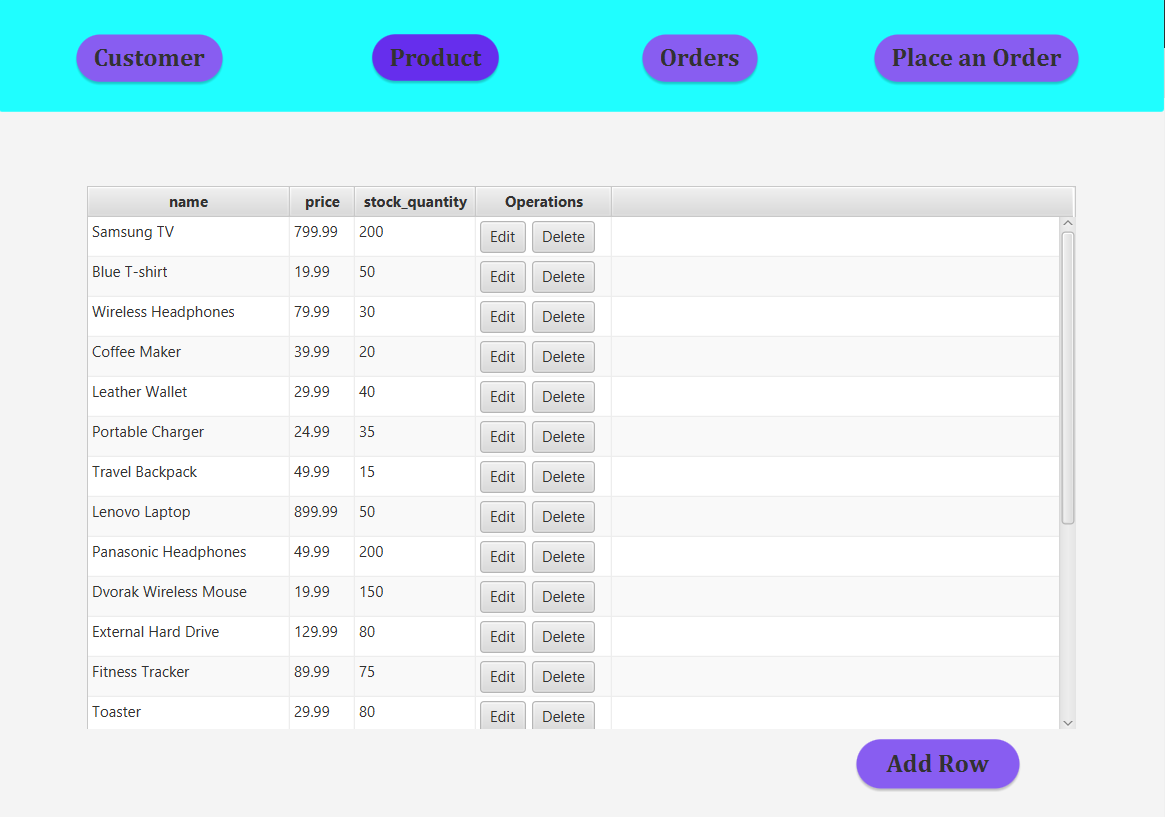 Customer Product Orders Place an Order
name price stock_quantity Operations
Samsung TV 799.99 200 Edit Delete
Blue T-shirt 19.99 50 Edit Delete
Wireless Headphones 79.99 30 Edit Delete
Coffee Maker 39.99 20 Edit Delete
Leather Wallet 29.99 40 Edit Delete
Portable Charger 24.99 35 Edit Delete
Travel Backpack 49.99 15 Edit Delete
Lenovo Laptop 899.99 50 Edit Delete
Panasonic Headphones 49.99 200 Edit Delete
Dvorak Wireless Mouse 19.99 150 Edit Delete
External Hard Drive 129.99 80 Edit Delete
Fitness Tracker 89.99 75 Edit Delete
Toaster 29.99 80 Edit Delete
Add Row